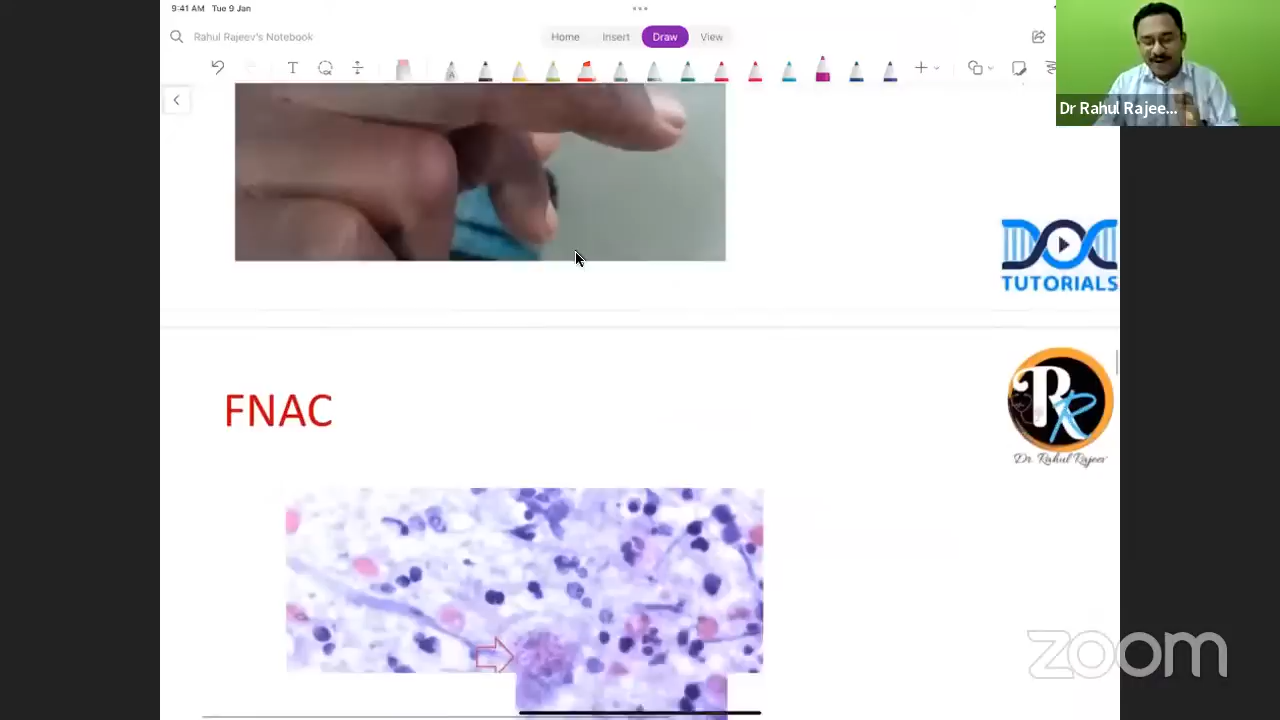 9:41 AM Tue 9 Jan
Rahul Rajeev's Notebook
Home Insert Draw View
Dr Rahul Rajee...
TUTORIALS
FNAC
RR
Dr. Rahul Rajeev
zoom